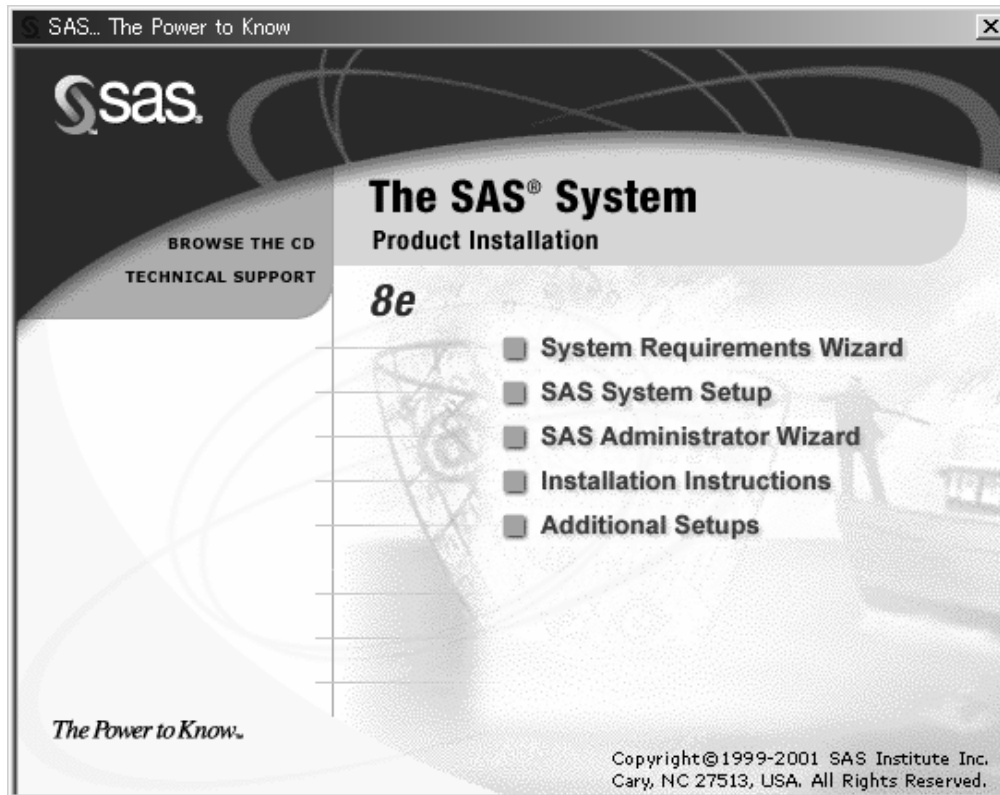 SAS... The Power to Know
sas.
BROWSE THE CD
TECHNICAL SUPPORT
The SAS® System
Product Installation
8e
System Requirements Wizard
SAS System Setup
SAS Administrator Wizard
Installation Instructions
Additional Setups
The Power to Know™
Copyright©1999-2001 SAS Institute Inc.
Cary, NC 27513, USA. All Rights Reserved.